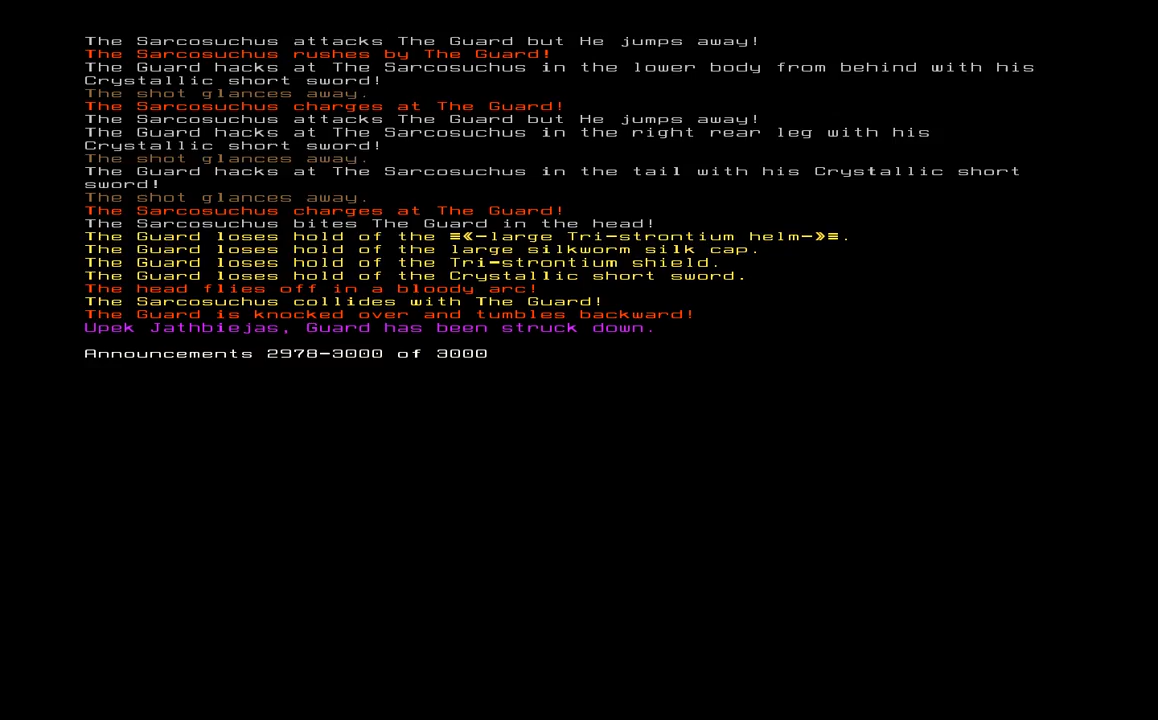 The Sarcosuchus attacks The Guard but He jumps away!
The Sarcosuchus rushes by The Guard!
The Guard hacks at The Sarcosuchus in the lower body from behind with his
Crystallic short sword!
The shot glances away.
The Sarcosuchus charges at The Guard!
The Sarcosuchus attacks The Guard but He jumps away!
The Guard hacks at The Sarcosuchus in the right rear leg with his
Crystallic short sword!
The shot glances away.
The Guard hacks at The Sarcosuchus in the tail with his Crystallic short
sword!
The shot glances away.
The Sarcosuchus charges at The Guard!
The Sarcosuchus bites The Guard in the head!
The Guard loses hold of the ≡«-large Tri-strontium helm-»≡.
The Guard loses hold of the large silkworm silk cap.
The Guard loses hold of the Tri-strontium shield.
The Guard loses hold of the Crystallic short sword.
The head flies off in a bloody arc!
The Sarcosuchus collides with The Guard!
The Guard is knocked over and tumbles backward!
Upek Jathbiejas, Guard has been struck down.
Announcements 2978-3000 of 3000